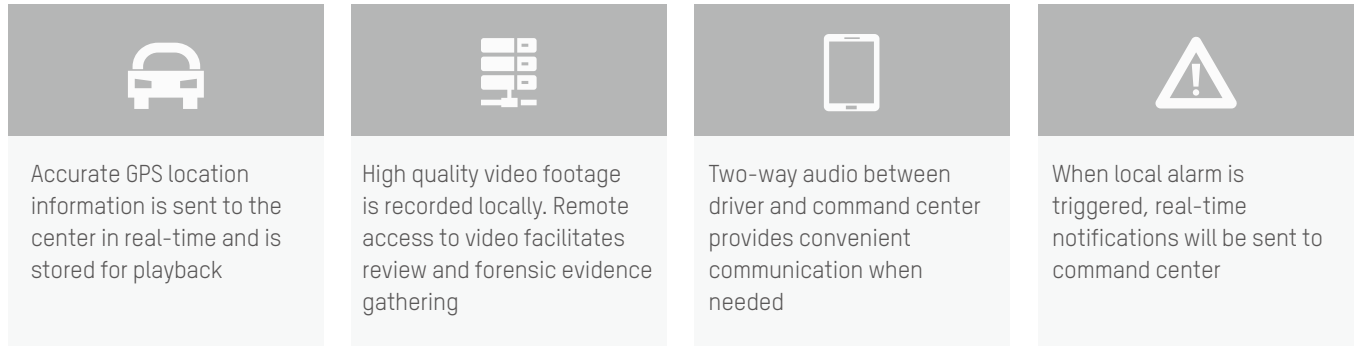 Accurate GPS location
information is sent to the
center in real-time and is
stored for playback
High quality video footage
is recorded locally. Remote
access to video facilitates
review and forensic evidence
gathering
Two-way audio between
driver and command center
provides convenient
communication when
needed
When local alarm is
triggered, real-time
notifications will be sent to
command center